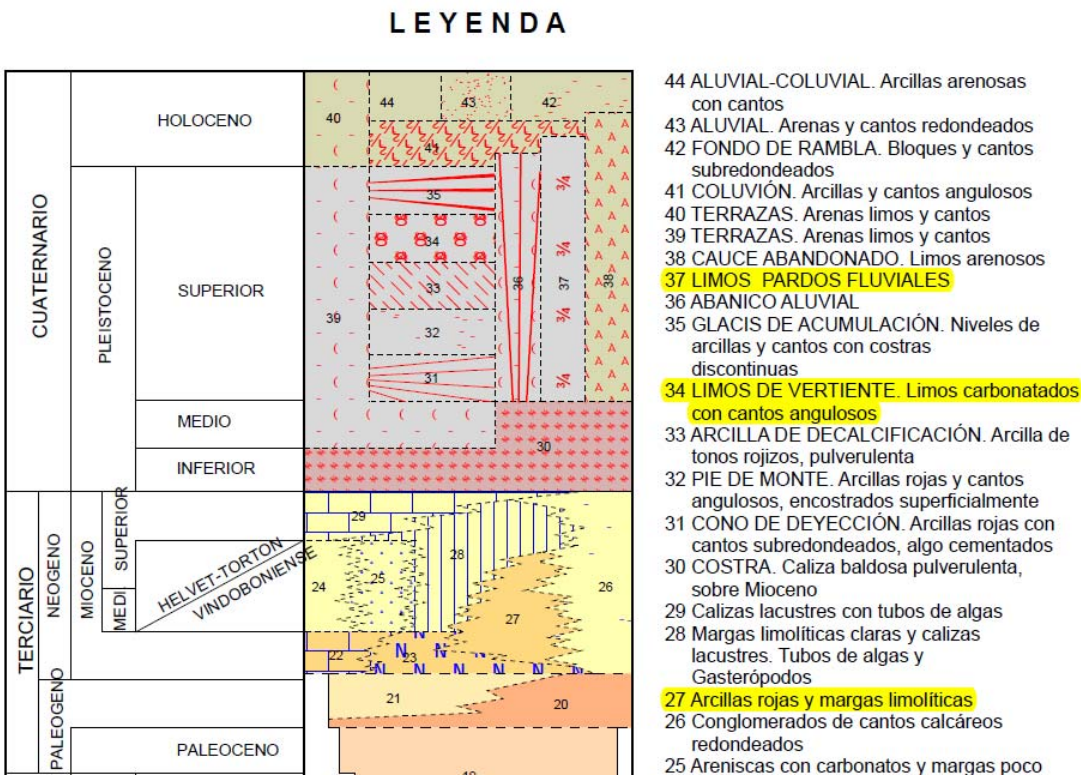 LEYENDA
CUATERNARIO
HOLOCENO
PLEISTOCENO
SUPERIOR
MEDIO
INFERIOR
TERCIARIO
NEOGENO
MIOCENO
SUPERIOR
MEDI
HELVET-TORTON
VINDOBONIENSE
PALEOGENO
PALEOCENO
40
44
43
42
41
35
34
33
32
31
39
36
37
38
¾
¾
¾
¾
30
29
28
24
25
27
26
22
23
N N
N N N N N
21
20
44 ALUVIAL-COLUVIAL. Arcillas arenosas
con cantos
43 ALUVIAL. Arenas y cantos redondeados
42 FONDO DE RAMBLA. Bloques y cantos
subredondeados
41 COLUVIÓN. Arcillas y cantos angulosos
40 TERRAZAS. Arenas limos y cantos
39 TERRAZAS. Arenas limos y cantos
38 CAUCE ABANDONADO. Limos arenosos
37 LIMOS PARDOS FLUVIALES
36 ABANICO ALUVIAL
35 GLACIS DE ACUMULACIÓN. Niveles de
arcillas y cantos con costras
discontinuas
34 LIMOS DE VERTIENTE. Limos carbonatados
con cantos angulosos
33 ARCILLA DE DECALCIFICACIÓN. Arcilla de
tonos rojizos, pulverulenta
32 PIE DE MONTE. Arcillas rojas y cantos
angulosos, encostrados superficialmente
31 CONO DE DEYECCIÓN. Arcillas rojas con
cantos subredondeados, algo cementados
30 COSTRA. Caliza baldosa pulverulenta,
sobre Mioceno
29 Calizas lacustres con tubos de algas
28 Margas limolíticas claras y calizas
lacustres. Tubos de algas y
Gasterópodos
27 Arcillas rojas y margas limolíticas
26 Conglomerados de cantos calcáreos
redondeados
25 Areniscas con carbonatos y margas poco